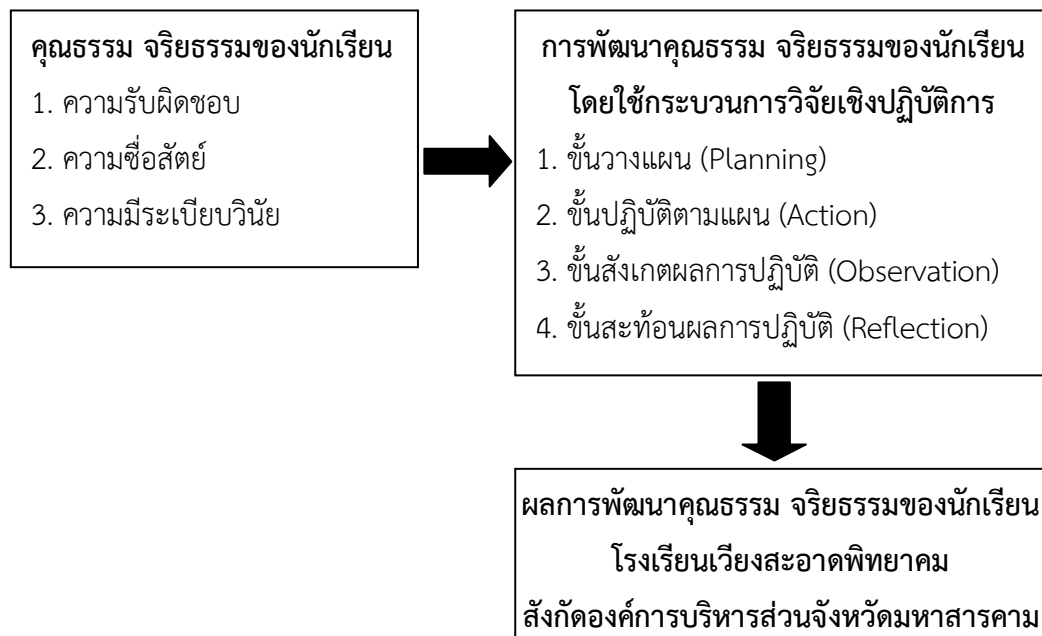 คุณธรรม จริยธรรมของนักเรียน
1. ความรับผิดชอบ
2. ความซื่อสัตย์
3. ความมีระเบียบวินัย
การพัฒนาคุณธรรม จริยธรรมของนักเรียน
โดยใช้กระบวนการวิจัยเชิงปฏิบัติการ
1. ขั้นวางแผน (Planning)
2. ขั้นปฏิบัติตามแผน (Action)
3. ขั้นสังเกตผลการปฏิบัติ (Observation)
4. ขั้นสะท้อนผลการปฏิบัติ (Reflection)
ผลการพัฒนาคุณธรรม จริยธรรมของนักเรียน
โรงเรียนเวียงสะอาดพิทยาคม
สังกัดองค์การบริหารส่วนจังหวัดมหาสารคาม